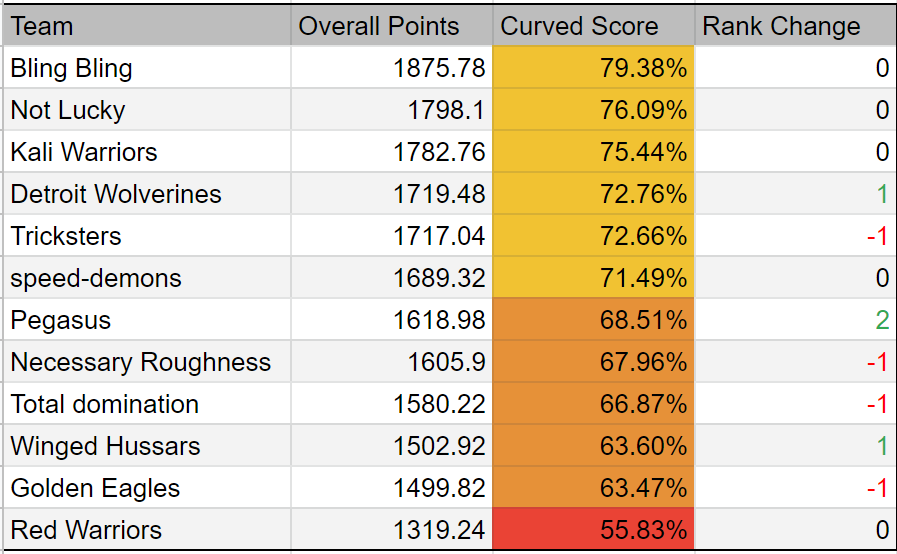 Team Overall Points Curved Score Rank Change
Bling Bling 1875.78 79.38% 0
Not Lucky 1798.1 76.09% 0
Kali Warriors 1782.76 75.44% 0
Detroit Wolverines 1719.48 72.76% 1
Tricksters 1717.04 72.66% -1
speed-demons 1689.32 71.49% 0
Pegasus 1618.98 68.51% 2
Necessary Roughness 1605.9 67.96% -1
Total domination 1580.22 66.87% -1
Winged Hussars 1502.92 63.60% 1
Golden Eagles 1499.82 63.47% -1
Red Warriors 1319.24 55.83% 0